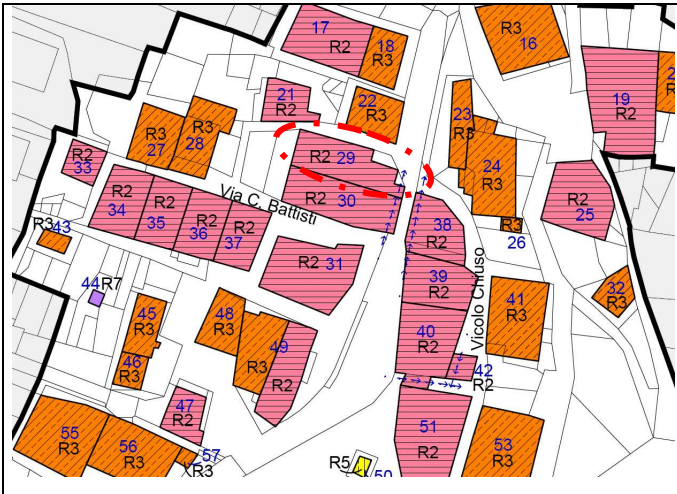 17
R2
18
R3
R3
16
19
R2
21
R2
22
R3
23
R3
R3
27
R3
28
R2
29
24
R3
R2
33
R2
30
Via C. Battisti
R2
34
R2
35
R2
36
R2
37
38
R2
R2
25
R3
26
R3
43
R2
31
39
R2
44
R7
Vicolo Chiuso
41
R3
32
R3
45
R3
48
R3
R3
49
R2
40
R2
46
R3
42
R2
47
R2
55
R3
56
R3
57
R3
51
R2
53
R3
R5
50